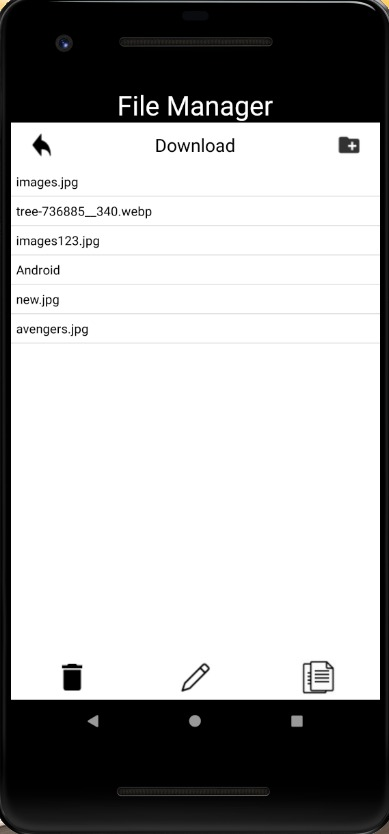 File Manager
Download
images.jpg
tree-736885__340.webp
images123.jpg
Android
new.jpg
avengers.jpg